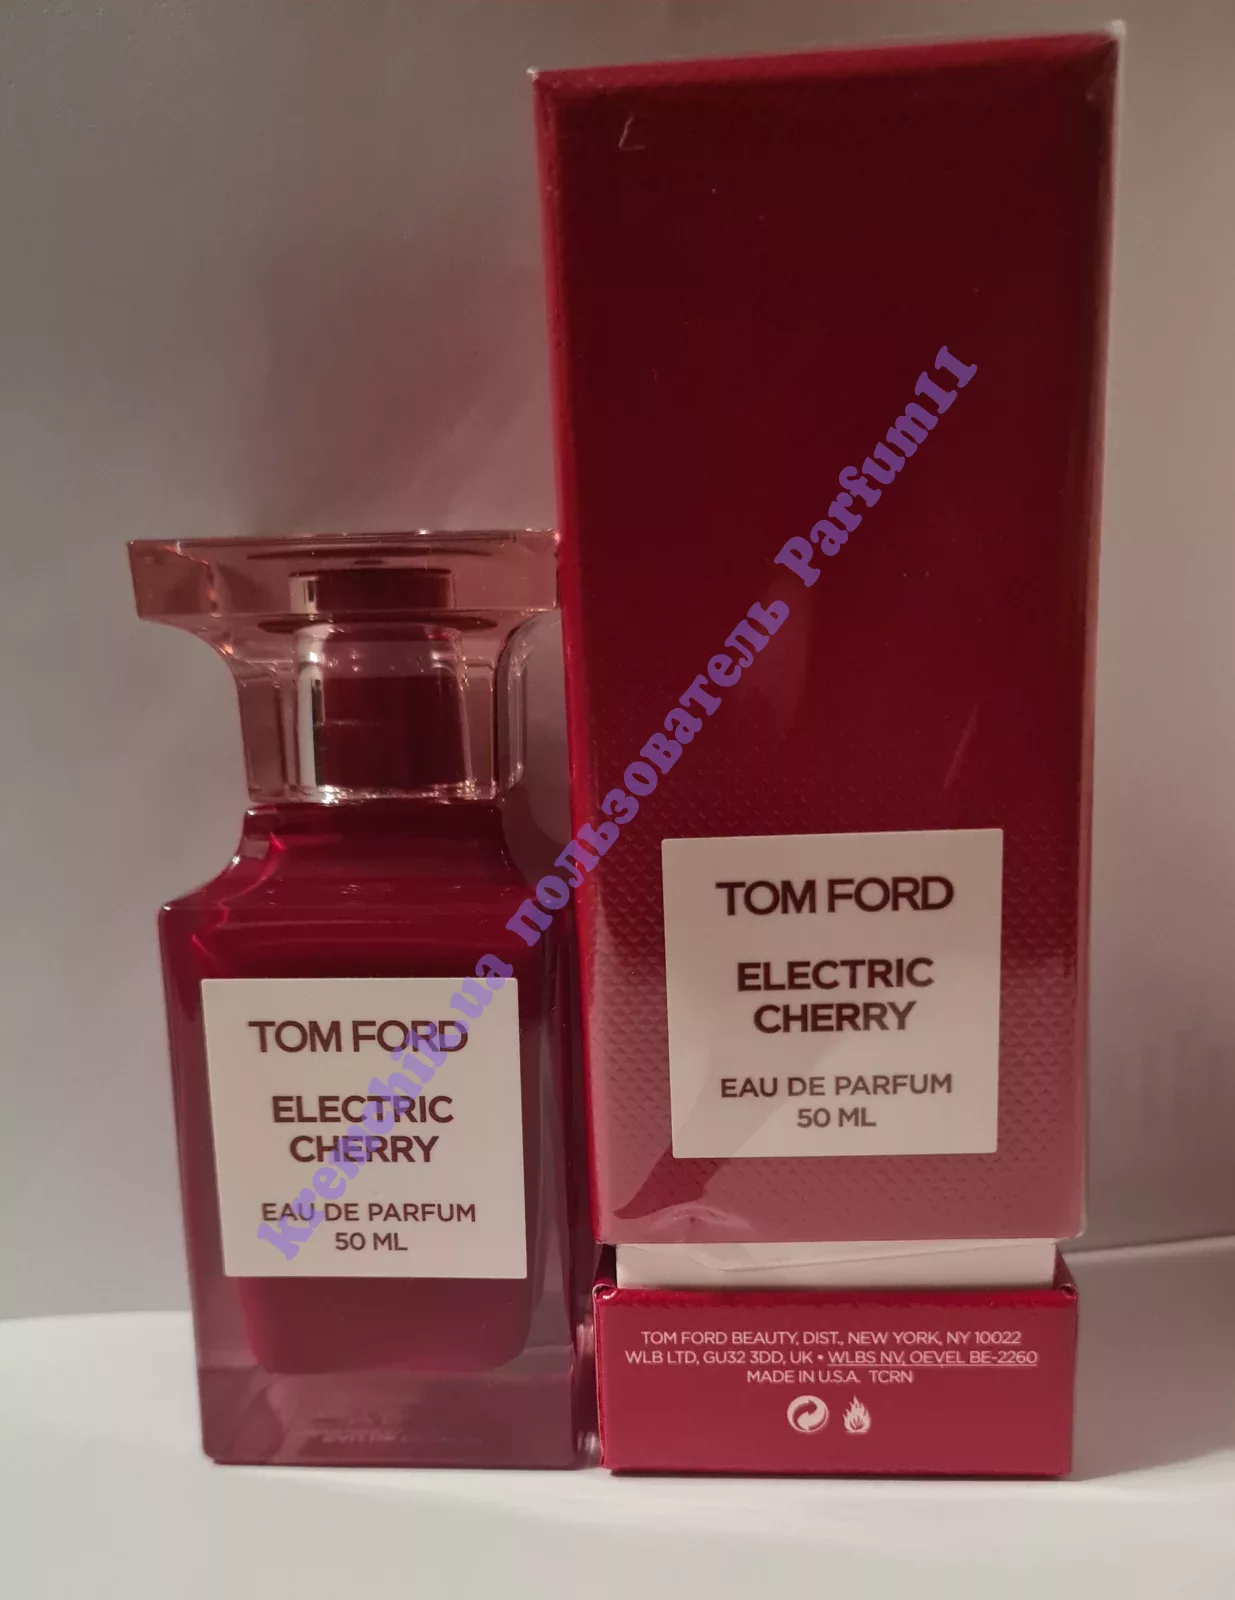 TOM FORD
ELECTRIC
CHERRY
EAU DE PARFUM
50 ML
TOM FORD
ELECTRIC
CHERRY
EAU DE PARFUM
50 ML
TOM FORD BEAUTY, DIST., NEW YORK, NY 10022
WLB LTD, GU32 3DD, UK • WLBS NV, OEVEL BE-2260
MADE IN U.S.A. TCRN
kremchik.ua пользователь Parfum11